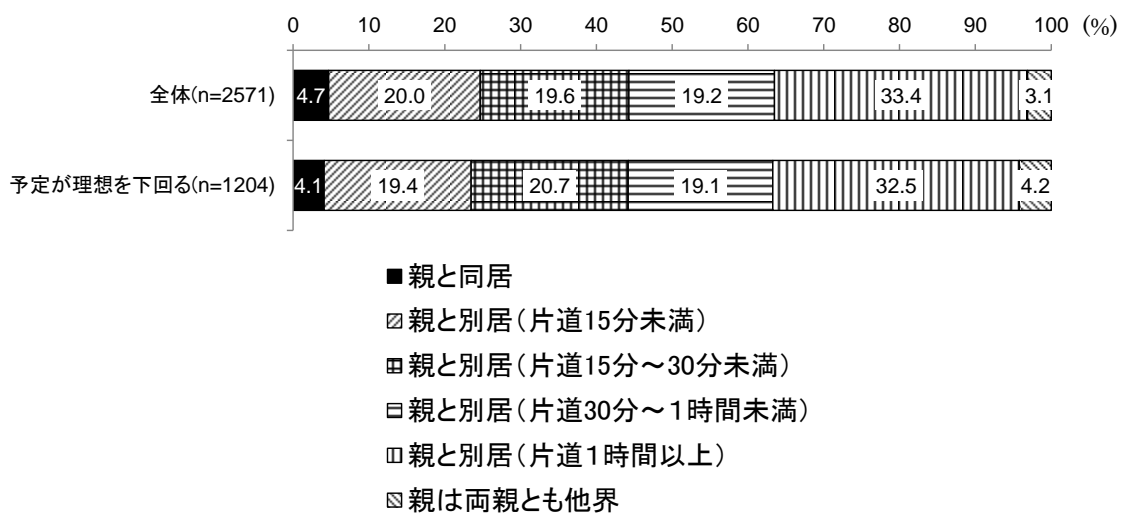 0 10 20 30 40 50 60 70 80 90 100 (%)
全体(n=2571) 4.7 20.0 19.6 19.2 33.4 3.1
予定が理想を下回る(n=1204) 4.1 19.4 20.7 19.1 32.5 4.2
親と同居
親と別居(片道15分未満)
親と別居(片道15分～30分未満)
親と別居(片道30分～1時間未満)
親と別居(片道1時間以上)
親は両親とも他界